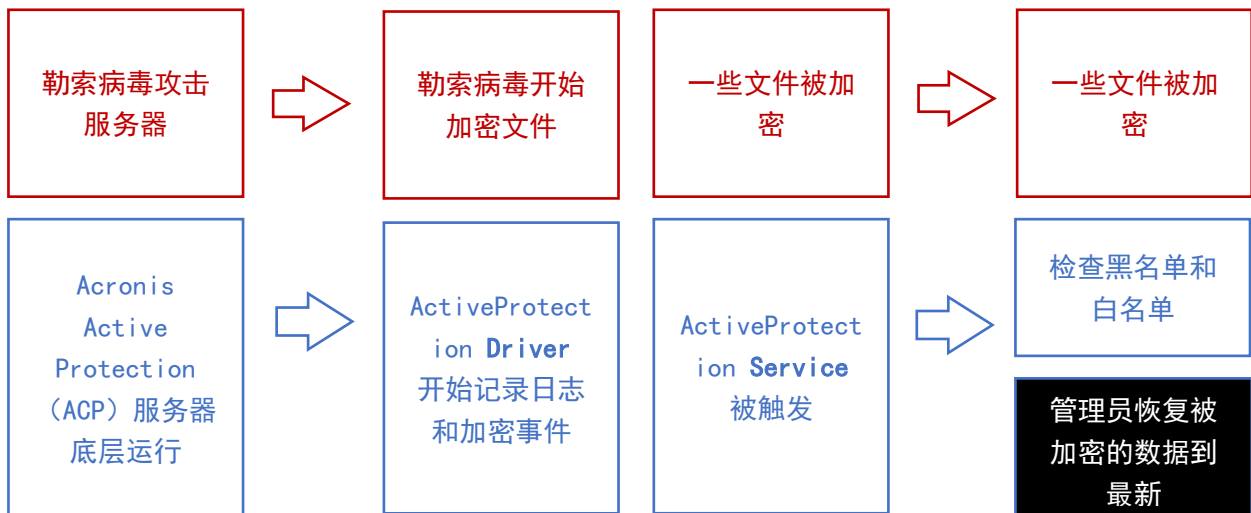 勒索病毒攻击
服务器
勒索病毒开始
加密文件
一些文件被加
密
一些文件被加
密
Acronis
Active
Protection
（ACP）服务器
底层运行
ActiveProtect
ion Driver
开始记录日志
和加密事件
ActiveProtect
ion Service
被触发
检查黑名单和
白名单
管理员恢复被
加密的数据到
最新